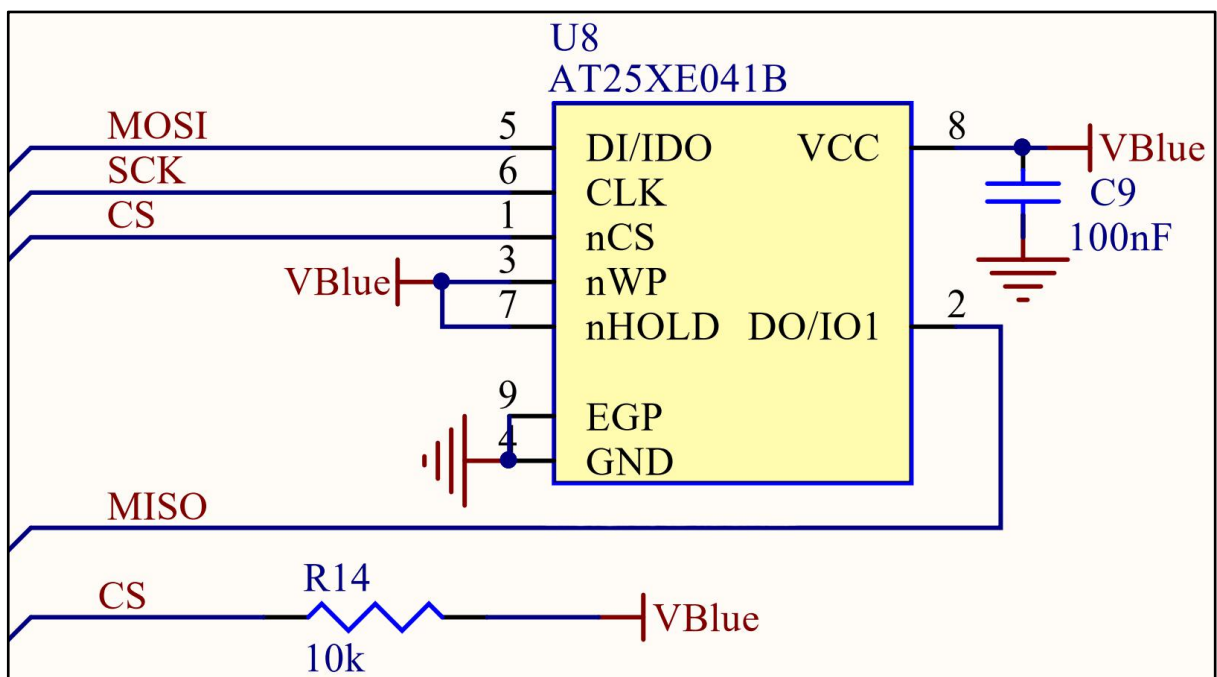 U8
AT25XE041B
MOSI 5 DI/IDO VCC 8 VBlue
SCK 6 CLK C9
CS 1 nCS 100nF
VBlue 3 nWP
7 nHOLD DO/IO1 2
9 EGP
4 GND
MISO
CS R14 VBlue
10k